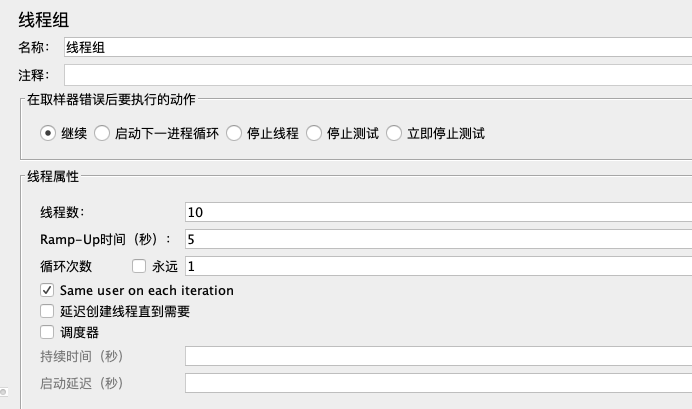 线程组
名称： 线程组
注释：
在取样器错误后要执行的动作
继续 启动下一进程循环 停止线程 停止测试 立即停止测试
线程属性
线程数： 10
Ramp-Up时间（秒）： 5
循环次数 永远 1
Same user on each iteration
延迟创建线程直到需要
调度器
持续时间（秒）
启动延迟（秒）